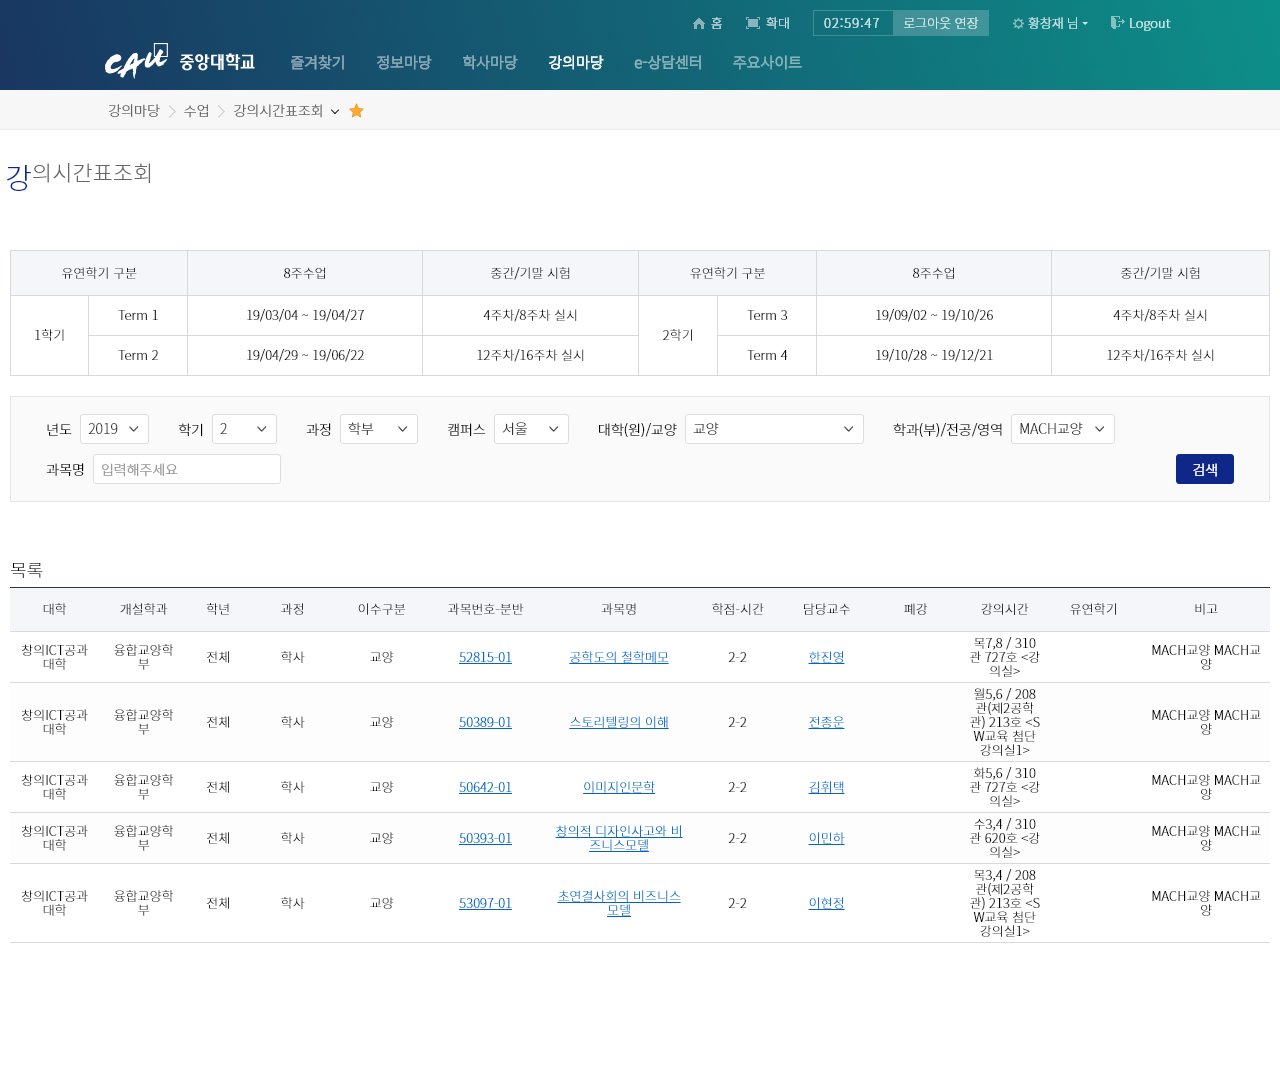 홈 확대 02:59:47 로그아웃 연장 황창재 님 Logout
CAU 중앙대학교 즐겨찾기 정보마당 학사마당 강의마당 e-상담센터 주요사이트
강의마당 수업 강의시간표조회
강의시간표조회
유연학기 구분 8주수업 중간/기말 시험 유연학기 구분 8주수업 중간/기말 시험
1학기 Term 1 19/03/04 ~ 19/04/27 4주차/8주차 실시 2학기 Term 3 19/09/02 ~ 19/10/26 4주차/8주차 실시
Term 2 19/04/29 ~ 19/06/22 12주차/16주차 실시 Term 4 19/10/28 ~ 19/12/21 12주차/16주차 실시
년도 2019 학기 2 과정 학부 캠퍼스 서울 대학(원)/교양 교양 학과(부)/전공/영역 MACH교양
과목명 입력해주세요 검색
목록
대학 개설학과 학년 과정 이수구분 과목번호-분반 과목명 학점-시간 담당교수 폐강 강의시간 유연학기 비고
창의ICT공과
대학
융합교양학
부
전체 학사 교양 52815-01 공학도의 철학메모 2-2 한진영
목7,8 / 310
관 727호 <강
의실>
MACH교양 MACH교
양
창의ICT공과
대학
융합교양학
부
전체 학사 교양 50389-01 스토리텔링의 이해 2-2 전종운
월5,6 / 208
관(제2공학
관) 213호 <S
W교육 첨단
강의실1>
MACH교양 MACH교
양
창의ICT공과
대학
융합교양학
부
전체 학사 교양 50642-01 이미지인문학 2-2 김휘택
화5,6 / 310
관 727호 <강
의실>
MACH교양 MACH교
양
창의ICT공과
대학
융합교양학
부
전체 학사 교양 50393-01
창의적 디자인사고와 비
즈니스모델
2-2 이민하
수3,4 / 310
관 620호 <강
의실>
MACH교양 MACH교
양
창의ICT공과
대학
융합교양학
부
전체 학사 교양 53097-01
초연결사회의 비즈니스
모델
2-2 이현정
목3,4 / 208
관(제2공학
관) 213호 <S
W교육 첨단
강의실1>
MACH교양 MACH교
양